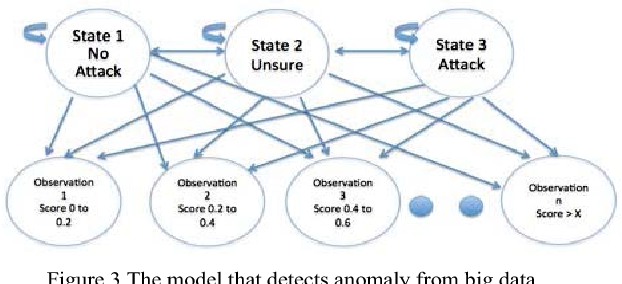 State 1
No
Attack
State 2
Unsure
State 3
Attack
Observation
1
Score 0 to
0.2
Observation
2
Score 0.2 to
0.4
Observation
3
Score 0.4 to
0.6
Observation
n
Score > X
Figure 3 The model that detects anomaly from big data